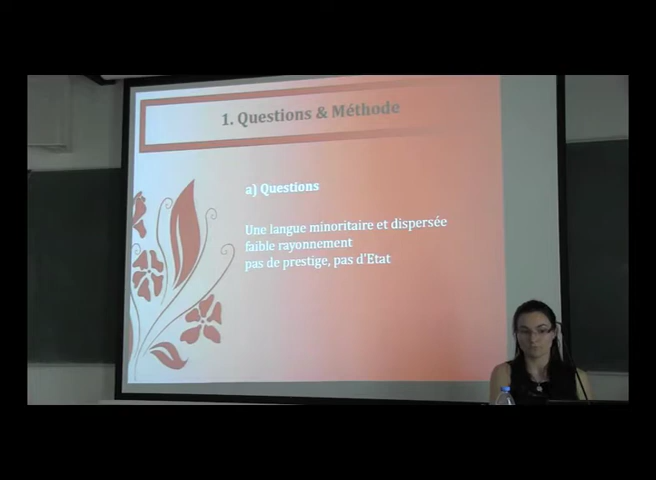 1. Questions & Méthode
a) Questions
Une langue minoritaire et dispersée
faible rayonnement
pas de prestige, pas d'Etat